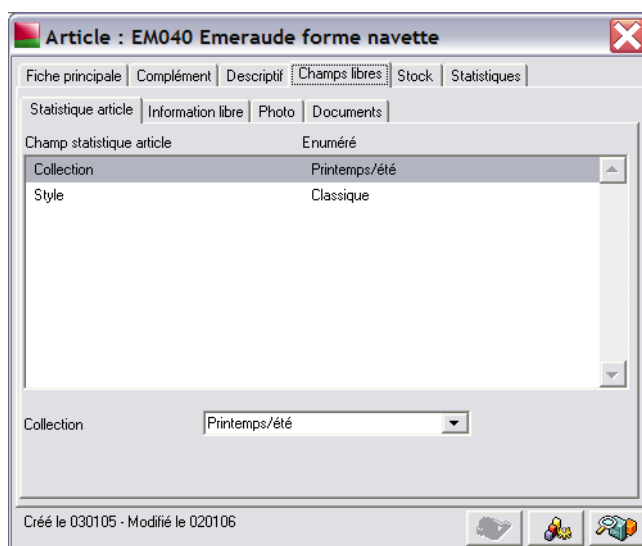 Article : EM040 Emeraude forme navette
Fiche principale Complément Descriptif Champs libres Stock Statistiques
Statistique article Information libre Photo Documents
Champ statistique article Enuméré
Collection Printemps/été
Style Classique
Collection Printemps/été
Créé le 030105 - Modifié le 020106